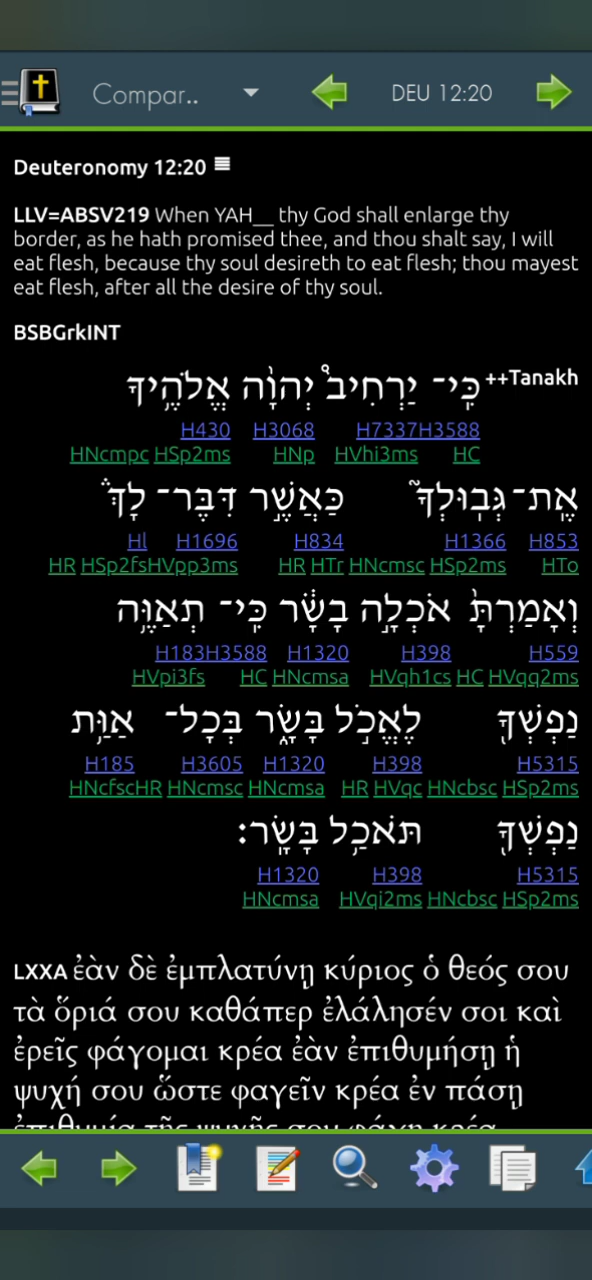 Compar..
DEU 12:20
Deuteronomy 12:20
LLV=ABSV219 When YAH__ thy God shall enlarge thy
border, as he hath promised thee, and thou shalt say, I will
eat flesh, because thy soul desireth to eat flesh; thou mayest
eat flesh, after all the desire of thy soul.
BSBGrkINT
++Tanakh כִּֽי־ יַרְחִיב֩ יְהוָ֨ה אֱלֹהֶ֥יךָ
H430 H3068 H7337H3588
HNcmpc HSp2ms HNp HVhi3ms HC
אֶֽת־ גְּבֽוּלְךָ֮ כַּאֲשֶׁ֣ר דִּבֶּר־ לָךְ֒
Hl H1696 H834 H1366 H853
HR HSp2fsHVpp3ms HR HTr HNcmsc HSp2ms HTo
וְאָמַרְתָּ֙ אֹכְלָ֣ה בָשָׂ֔ר כִּֽי־ תְאַוֶּ֥ה
H183H3588 H1320 H398 H559
HVpi3fs HC HNcmsa HVqh1cs HC HVqq2ms
נַפְשְׁךָ֖ לֶאֱכֹ֣ל בָּשָׂ֑ר בְּכָל־ אַוַּ֥ת
H185 H3605 H1320 H398 H5315
HNcfscHR HNcmsc HNcmsa HR HVqc HNcbsc HSp2ms
נַפְשְׁךָ֖ תֹּאכַ֥ל בָּשָֽׂר׃
H1320 H398 H5315
HNcmsa HVqi2ms HNcbsc HSp2ms
LXXA ἐὰν δὲ ἐμπλατύνῃ κύριος ὁ θεός σου
τὰ ὅριά σου καθάπερ ἐλάλησέν σοι καὶ
ἐρεῖς φάγομαι κρέα ἐὰν ἐπιθυμήσῃ ἡ
ψυχή σου ὥστε φαγεῖν κρέα ἐν πάσῃ